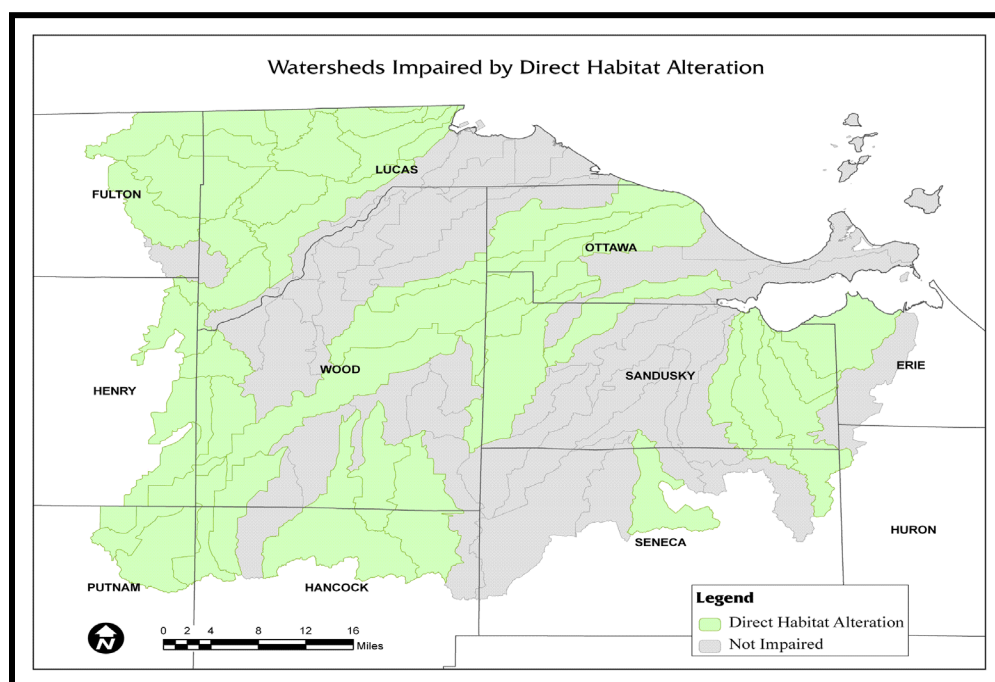 Watersheds Impaired by Direct Habitat Alteration
LUCAS
FULTON
OTTAWA
WOOD
SANDUSKY
ERIE
HENRY
HURON
SENECA
PUTNAM
HANCOCK
Legend
Direct Habitat Alteration
Not Impaired
N
0 2 4 8 12 16
Miles